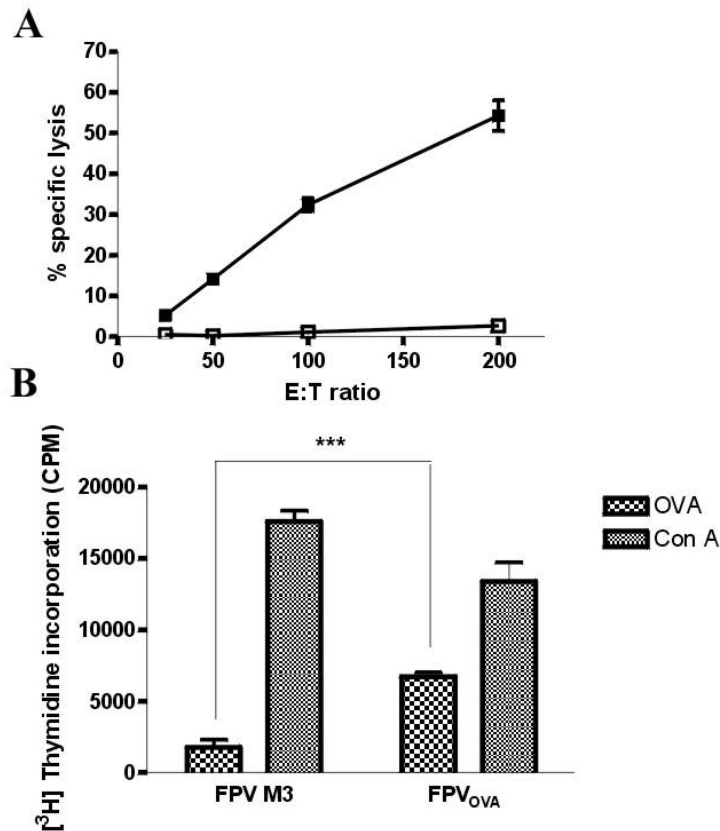 A
70
60
50
40
30
20
10
0
% specific lysis
0 50 100 150 200
E:T ratio
B
***
[³H] Thymidine incorporation (CPM)
20000
15000
10000
5000
0
FPV M3 FPV_OVA
OVA
Con A